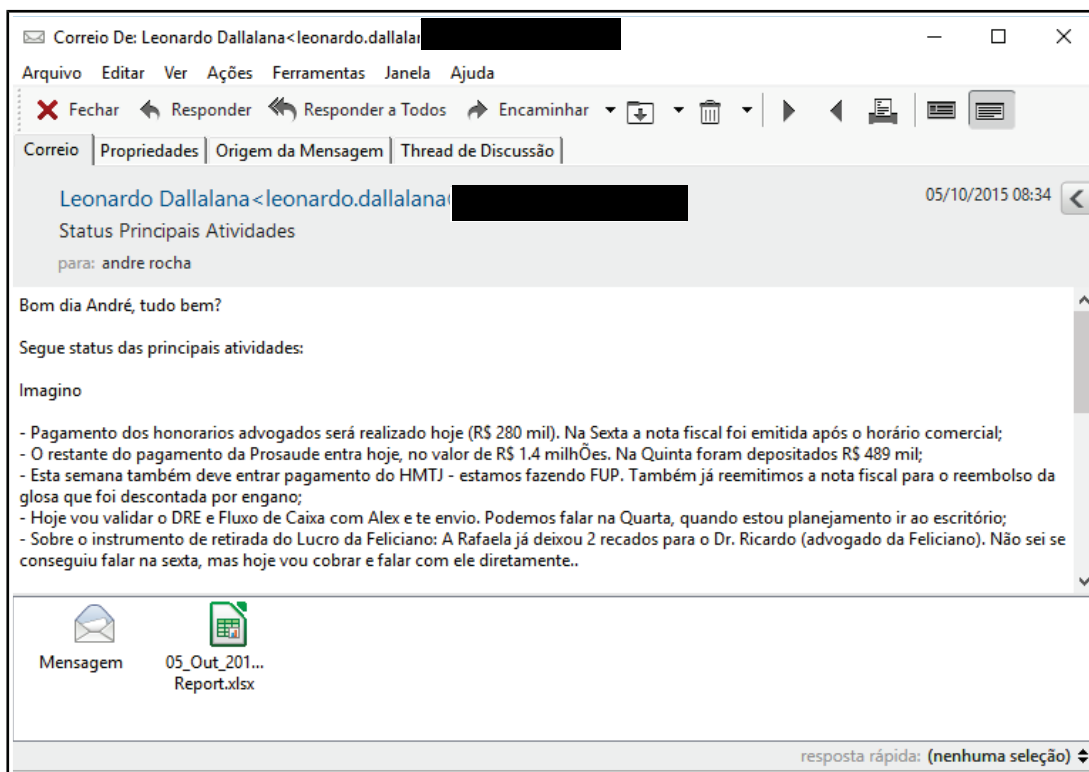 Correio De: Leonardo Dallalana<leonardo.dallalar
Arquivo Editar Ver Ações Ferramentas Janela Ajuda
Fechar Responder Responder a Todos Encaminhar
Correio Propriedades Origem da Mensagem Thread de Discussão
Leonardo Dallalana<leonardo.dallalana 05/10/2015 08:34
Status Principais Atividades
para: andre rocha
Bom dia André, tudo bem?
Segue status das principais atividades:
Imagino
- Pagamento dos honorarios advogados será realizado hoje (R$ 280 mil). Na Sexta a nota fiscal foi emitida após o horário comercial;
- O restante do pagamento da Prosaude entra hoje, no valor de R$ 1.4 milhÕes. Na Quinta foram depositados R$ 489 mil;
- Esta semana também deve entrar pagamento do HMTJ - estamos fazendo FUP. Também já reemitimos a nota fiscal para o reembolso da
glosa que foi descontada por engano;
- Hoje vou validar o DRE e Fluxo de Caixa com Alex e te envio. Podemos falar na Quarta, quando estou planejamento ir ao escritório;
- Sobre o instrumento de retirada do Lucro da Feliciano: A Rafaela já deixou 2 recados para o Dr. Ricardo (advogado da Feliciano). Não sei se
conseguiu falar na sexta, mas hoje vou cobrar e falar com ele diretamente..
Mensagem 05_Out_201...
Report.xlsx
resposta rápida: (nenhuma seleção)